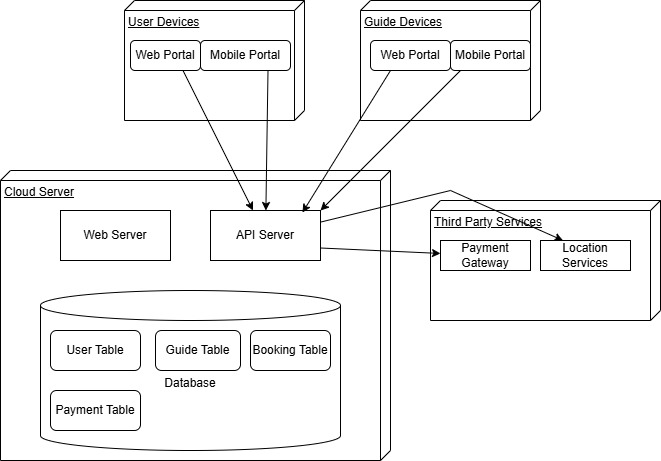 User Devices
Guide Devices
Web Portal
Mobile Portal
Web Portal
Mobile Portal
Cloud Server
Web Server
API Server
Third Party Services
Payment
Gateway
Location
Services
User Table
Guide Table
Booking Table
Database
Payment Table